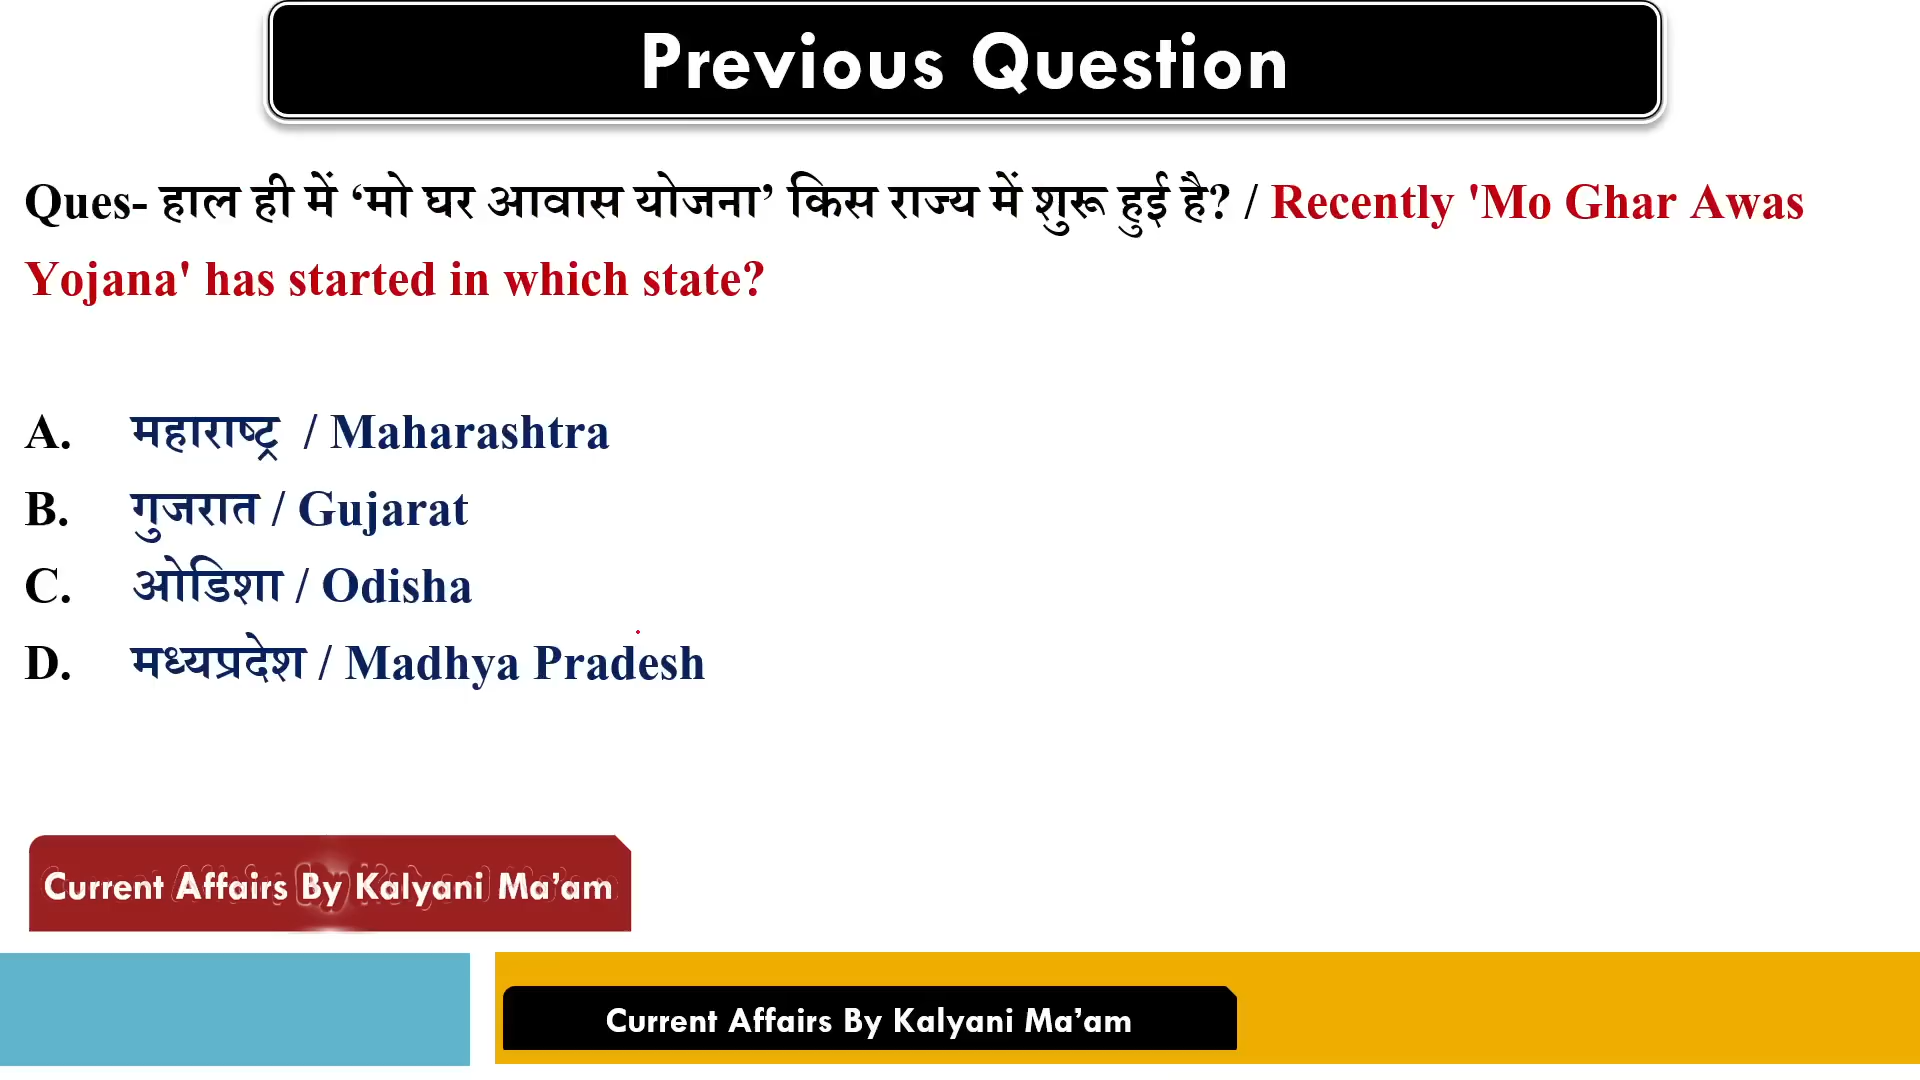 Previous Question
Ques- हाल ही में ‘मो घर आवास योजना’ किस राज्य में शुरू हुई है? / Recently 'Mo Ghar Awas
Yojana' has started in which state?
A. महाराष्ट्र / Maharashtra
B. गुजरात / Gujarat
C. ओडिशा / Odisha
D. मध्यप्रदेश / Madhya Pradesh
Current Affairs By Kalyani Ma’am
Current Affairs By Kalyani Ma’am